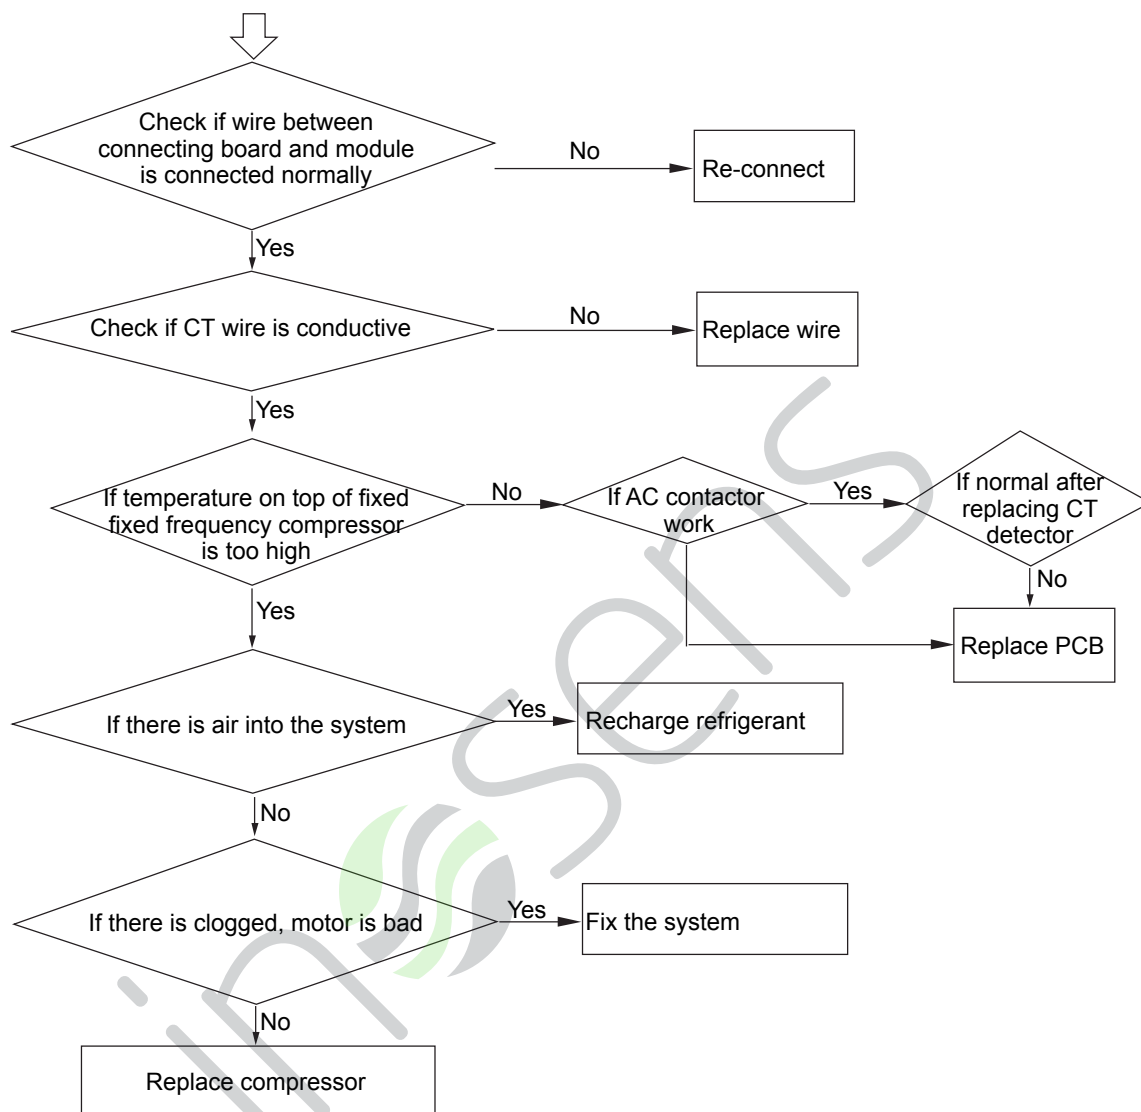 Check if wire between
connecting board and module
is connected normally
No
Re-connect
Yes
Check if CT wire is conductive
No
Replace wire
Yes
If temperature on top of fixed
fixed frequency compressor
is too high
No
If AC contactor
work
Yes
If normal after
replacing CT
detector
No
Replace PCB
Yes
If there is air into the system
Yes
Recharge refrigerant
No
If there is clogged, motor is bad
Yes
Fix the system
No
Replace compressor
insens